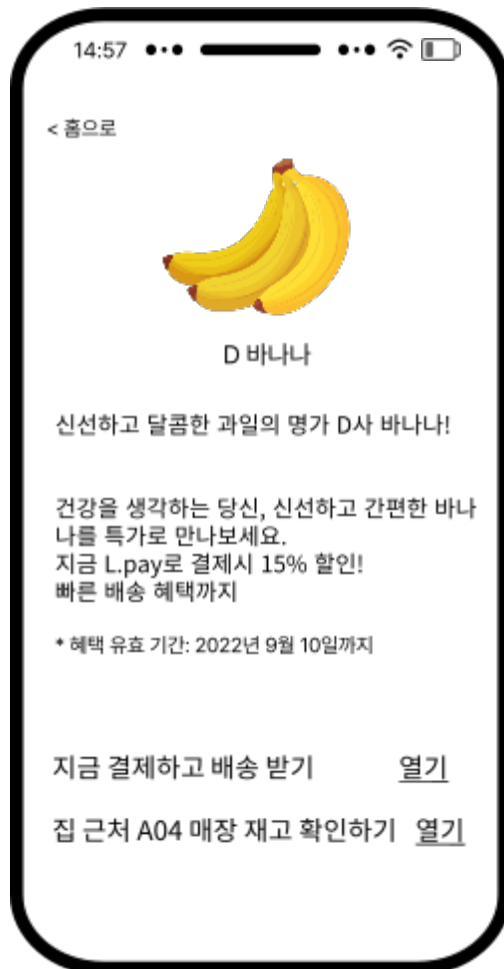 14:57
< 홈으로
D 바나나
신선하고 달콤한 과일의 명가 D사 바나나!
건강을 생각하는 당신, 신선하고 간편한 바나
나를 특가로 만나보세요.
지금 L.pay로 결제시 15% 할인!
빠른 배송 혜택까지
* 혜택 유효 기간: 2022년 9월 10일까지
지금 결제하고 배송 받기 열기
집 근처 A04 매장 재고 확인하기 열기